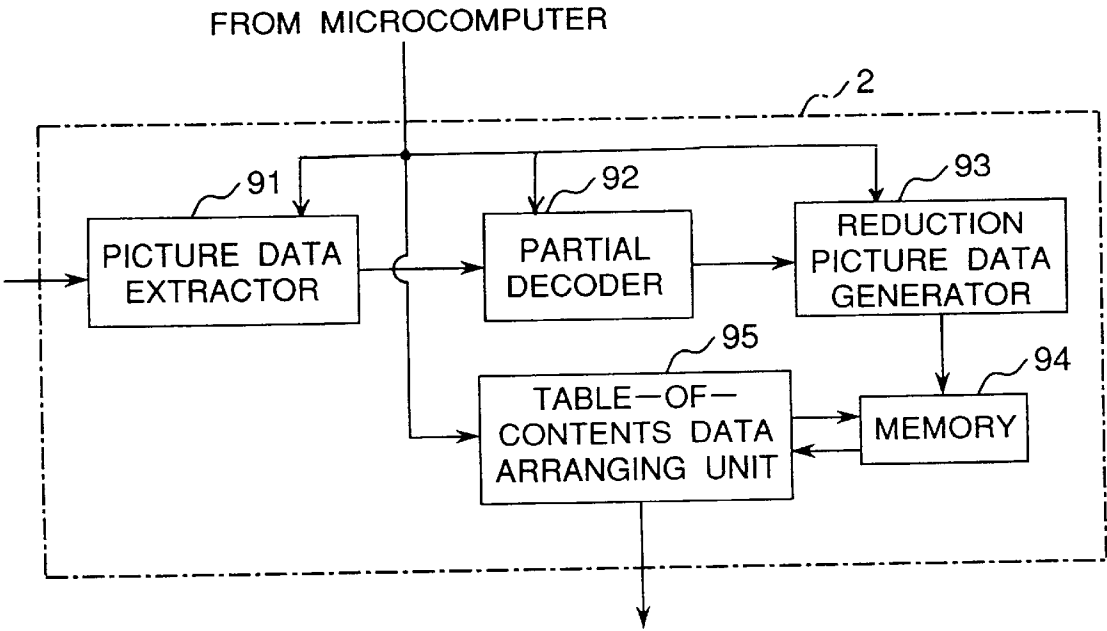 FROM MICROCOMPUTER
2
91
PICTURE DATA
EXTRACTOR
92
PARTIAL
DECODER
93
REDUCTION
PICTURE DATA
GENERATOR
95
TABLE-OF-
CONTENTS DATA
ARRANGING UNIT
94
MEMORY